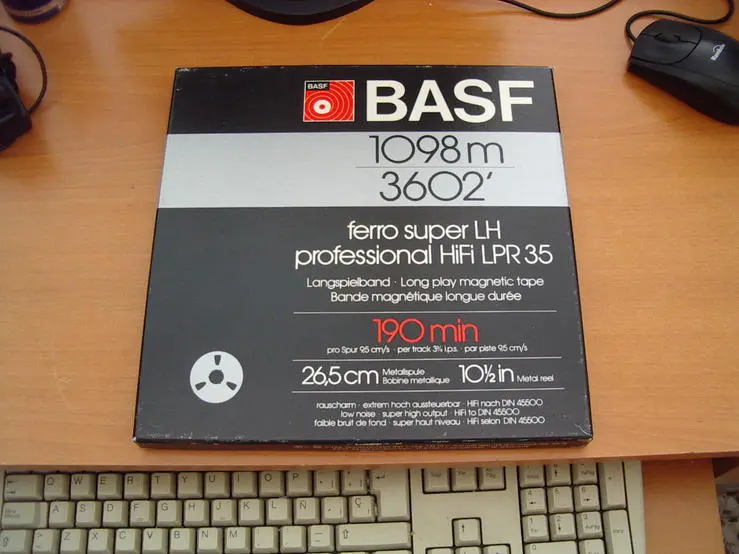 BASF
BASF
1098 m
3602'
ferro super LH
professional HiFi LPR 35
Langspielband · Long play magnetic tape
Bande magnétique longue durée
190 min
pro Spur 9,5 cm/s · per track 3¾ i.p.s. · par piste 9,5 cm/s
26,5 cm Metallspule 10½ in Metal reel
Bobine metallique
rauscharm · extrem hoch aussteuerbar · HiFi nach DIN 45500
low noise · super high output · HiFi to DIN 45500
faible bruit de fond · super haut niveau · HiFi selon DIN 45500
Q W E R T Y U I O P
A S D F G H J K L Ñ Ç